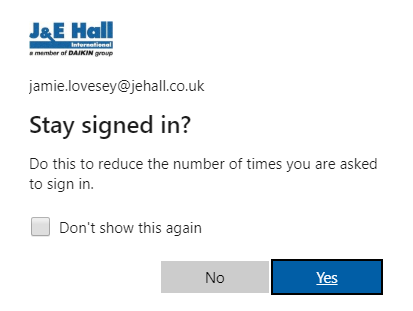 J&E Hall
International
a member of DAIKIN group
jamie.lovesey@jehall.co.uk
Stay signed in?
Do this to reduce the number of times you are asked
to sign in.
Don't show this again
No
Yes